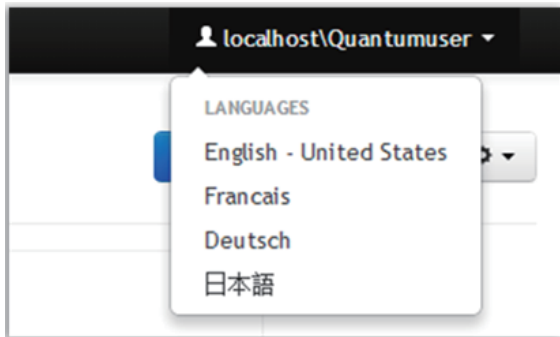 localhost\Quantumuser
LANGUAGES
English - United States
Francais
Deutsch
日本語